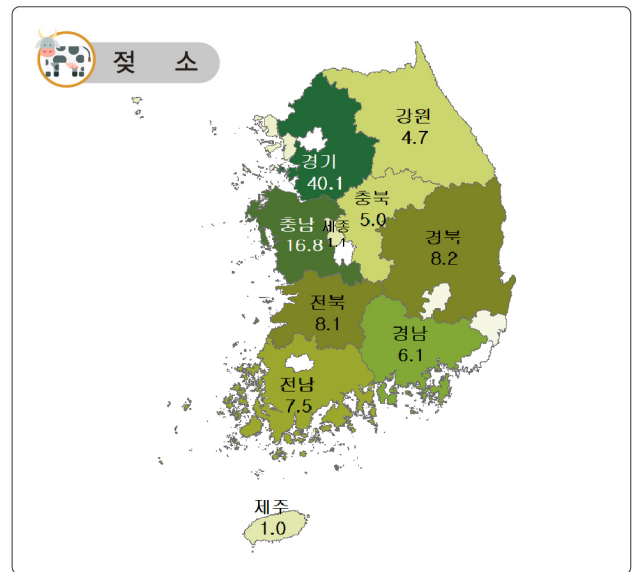 젖 소
강원
4.7
경기
40.1
충북
5.0
충남
16.8
세종
1.1
경북
8.2
전북
8.1
경남
6.1
전남
7.5
제주
1.0